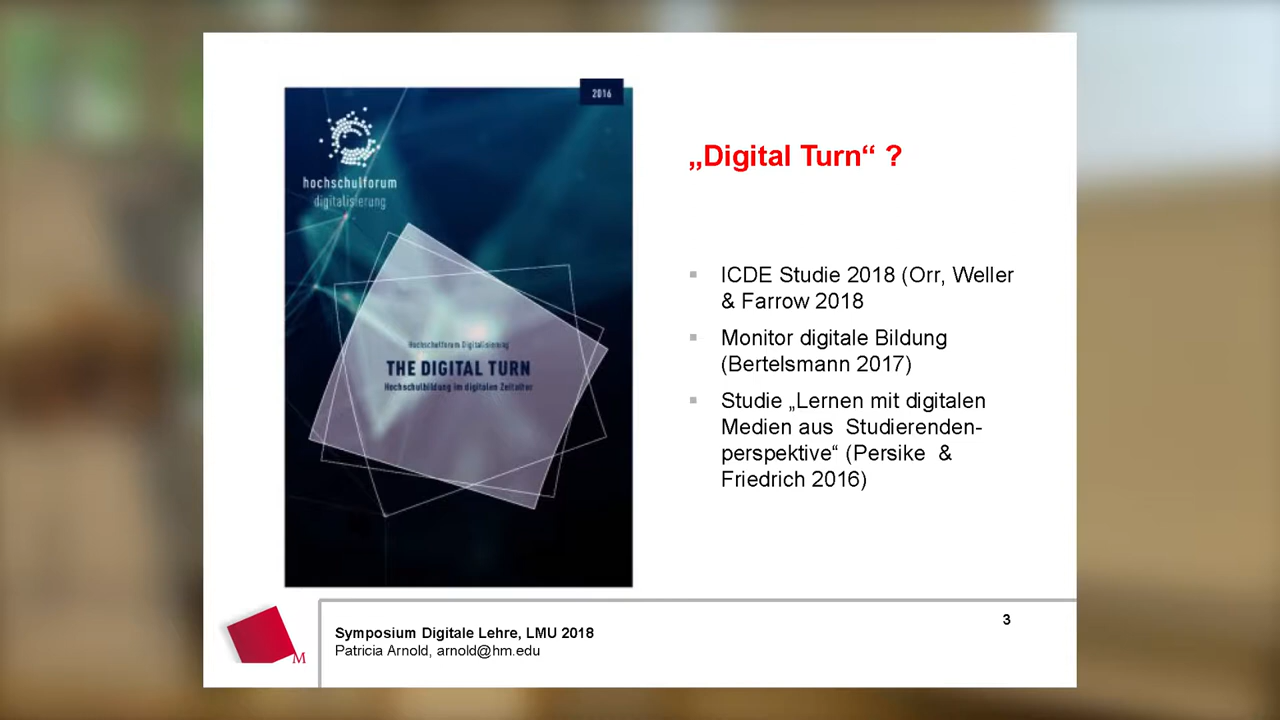 2016
hochschulforum
digitalisierung
Hochschulforum Digitalisierung
THE DIGITAL TURN
Hochschulbildung im digitalen Zeitalter
„Digital Turn“ ?
ICDE Studie 2018 (Orr, Weller
& Farrow 2018
Monitor digitale Bildung
(Bertelsmann 2017)
Studie „Lernen mit digitalen
Medien aus Studierenden-
perspektive“ (Persike &
Friedrich 2016)
3
Symposium Digitale Lehre, LMU 2018
Patricia Arnold, arnold@hm.edu
M